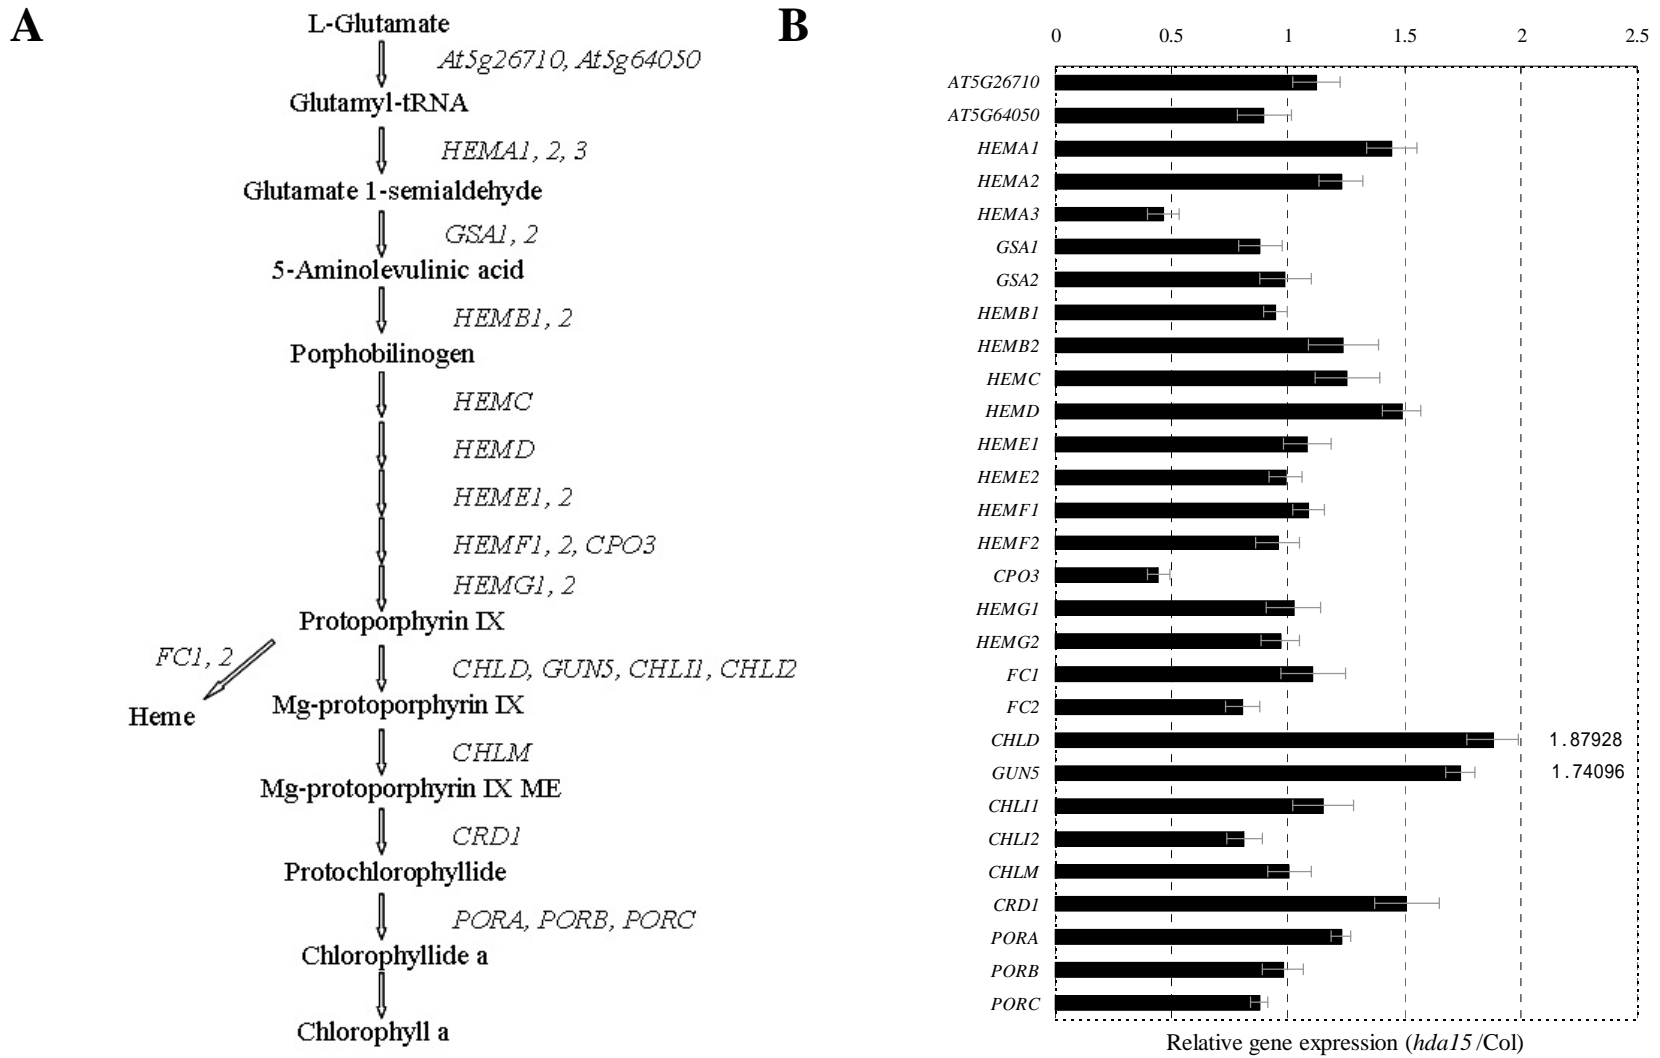 A
L-Glutamate
At5g26710, At5g64050
Glutamyl-tRNA
HEMA1, 2, 3
Glutamate 1-semialdehyde
GSA1, 2
5-Aminolevulinic acid
HEMB1, 2
Porphobilinogen
HEMC
HEMD
HEME1, 2
HEMF1, 2, CPO3
HEMG1, 2
Protoporphyrin IX
FC1, 2
CHLD, GUN5, CHLI1, CHLI2
Heme
Mg-protoporphyrin IX
CHLM
Mg-protoporphyrin IX ME
CRD1
Protochlorophyllide
PORA, PORB, PORC
Chlorophyllide a
Chlorophyll a
B
0 0.5 1 1.5 2 2.5
AT5G26710
AT5G64050
HEMA1
HEMA2
HEMA3
GSA1
GSA2
HEMB1
HEMB2
HEMC
HEMD
HEME1
HEME2
HEMF1
HEMF2
CPO3
HEMG1
HEMG2
FC1
FC2
CHLD 1.87928
GUN5 1.74096
CHLI1
CHLI2
CHLM
CRD1
PORA
PORB
PORC
Relative gene expression (hda15 /Col)